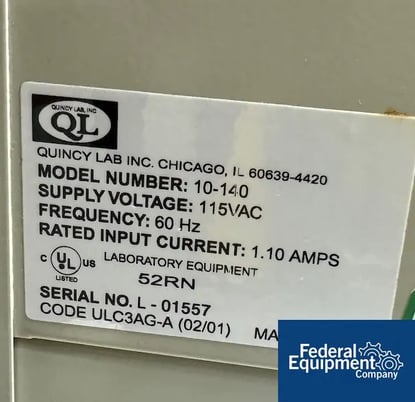 QUINCY LAB, INC
QL
QUINCY LAB INC. CHICAGO, IL 60639-4420
MODEL NUMBER: 10-140
SUPPLY VOLTAGE: 115VAC
FREQUENCY: 60 Hz
RATED INPUT CURRENT: 1.10 AMPS
C UL US LABORATORY EQUIPMENT
LISTED 52RN
SERIAL NO. L - 01557
CODE ULC3AG-A (02/01) MA
Federal
Equipment
Company